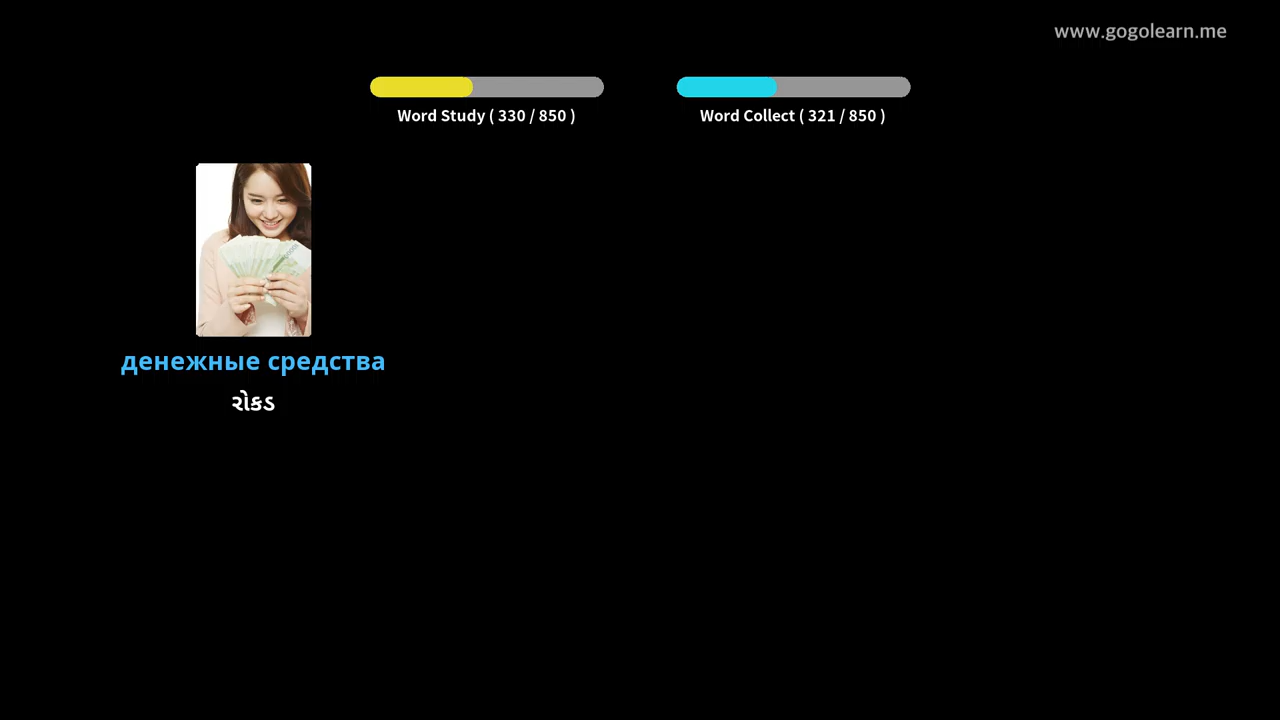 www.gogolearn.me
Word Study ( 330 / 850 )
Word Collect ( 321 / 850 )
денежные средства
રોકડ